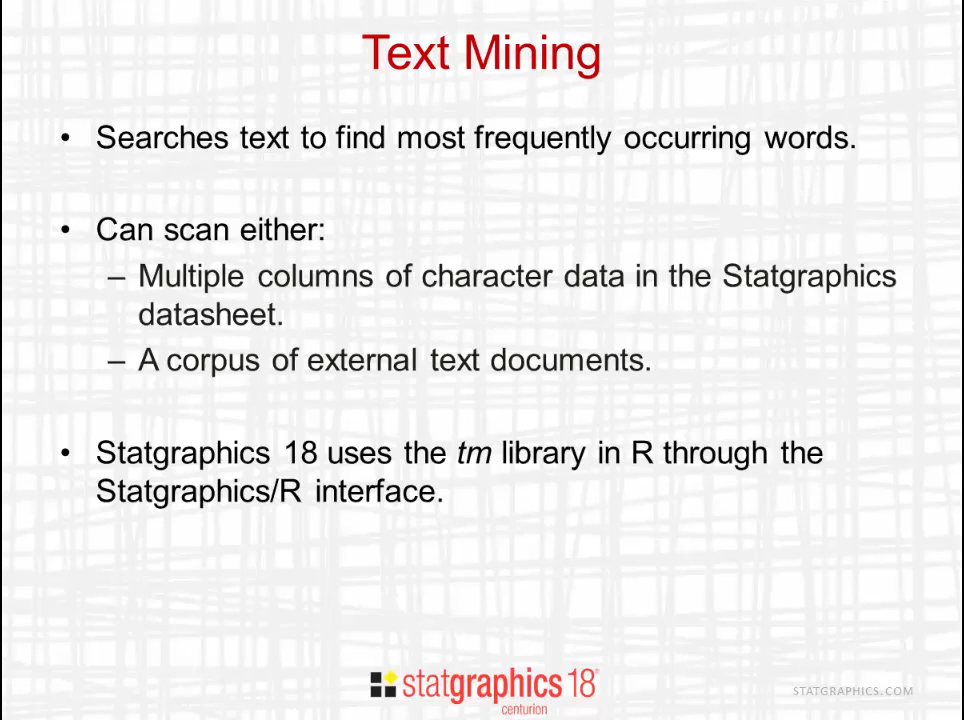 Text Mining
• Searches text to find most frequently occurring words.
• Can scan either:
– Multiple columns of character data in the Statgraphics
datasheet.
– A corpus of external text documents.
• Statgraphics 18 uses the tm library in R through the
Statgraphics/R interface.
statgraphics 18®
centurion
STATGRAPHICS.COM